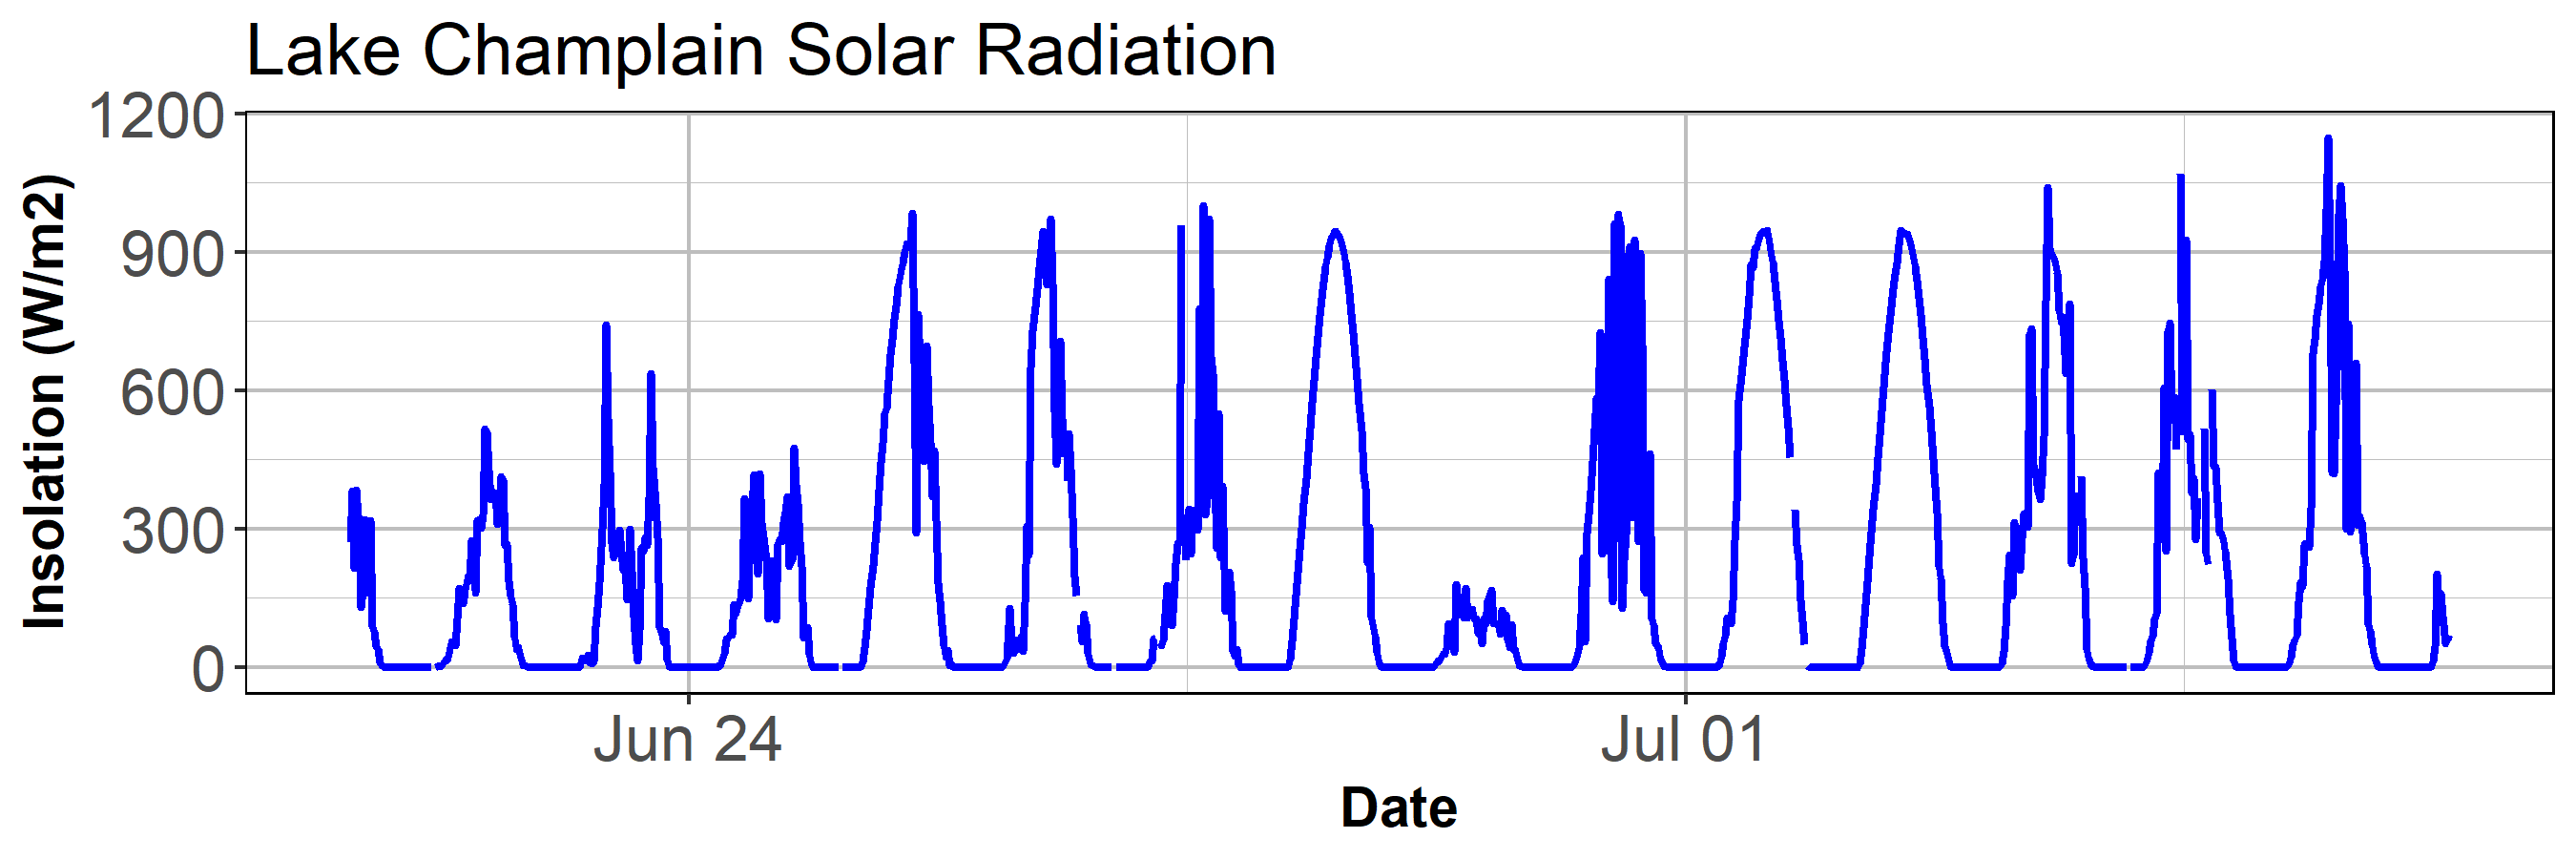 Lake Champlain Solar Radiation
1200
900
600
300
0
Insolation (W/m2)
Jun 24
Jul 01
Date